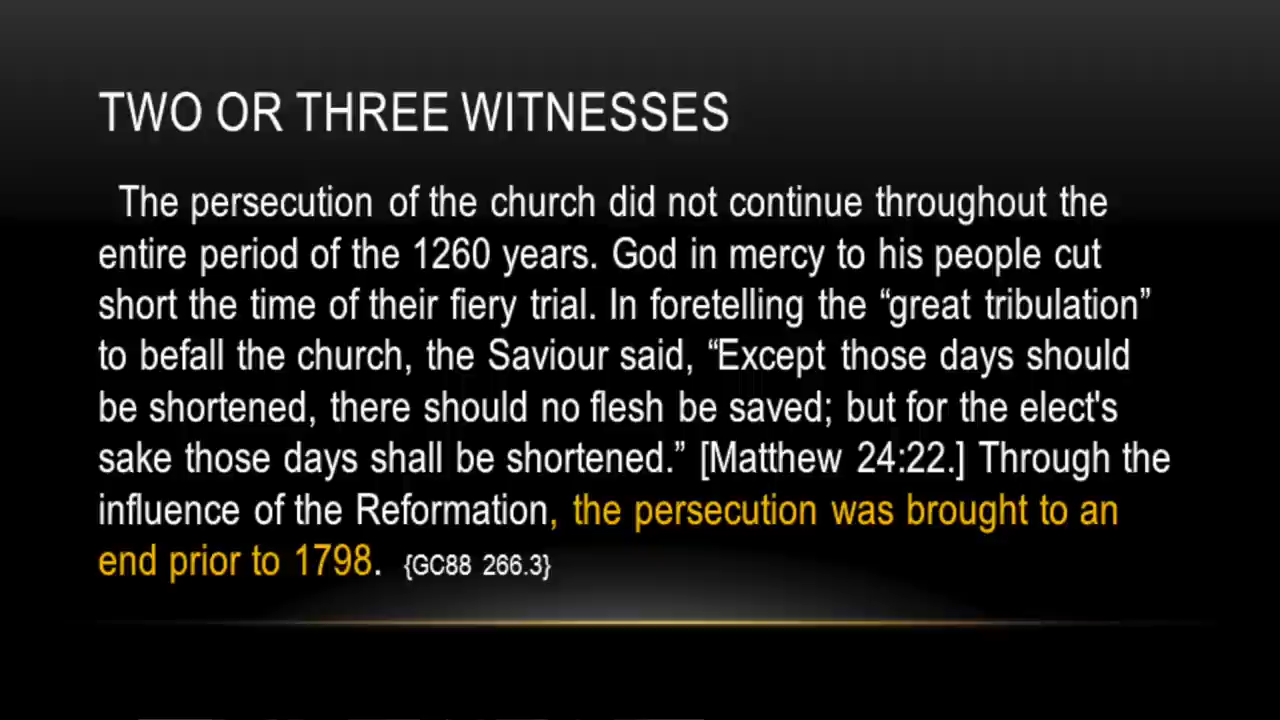 TWO OR THREE WITNESSES
The persecution of the church did not continue throughout the
entire period of the 1260 years. God in mercy to his people cut
short the time of their fiery trial. In foretelling the “great tribulation”
to befall the church, the Saviour said, “Except those days should
be shortened, there should no flesh be saved; but for the elect's
sake those days shall be shortened.” [Matthew 24:22.] Through the
influence of the Reformation, the persecution was brought to an
end prior to 1798. {GC88 266.3}